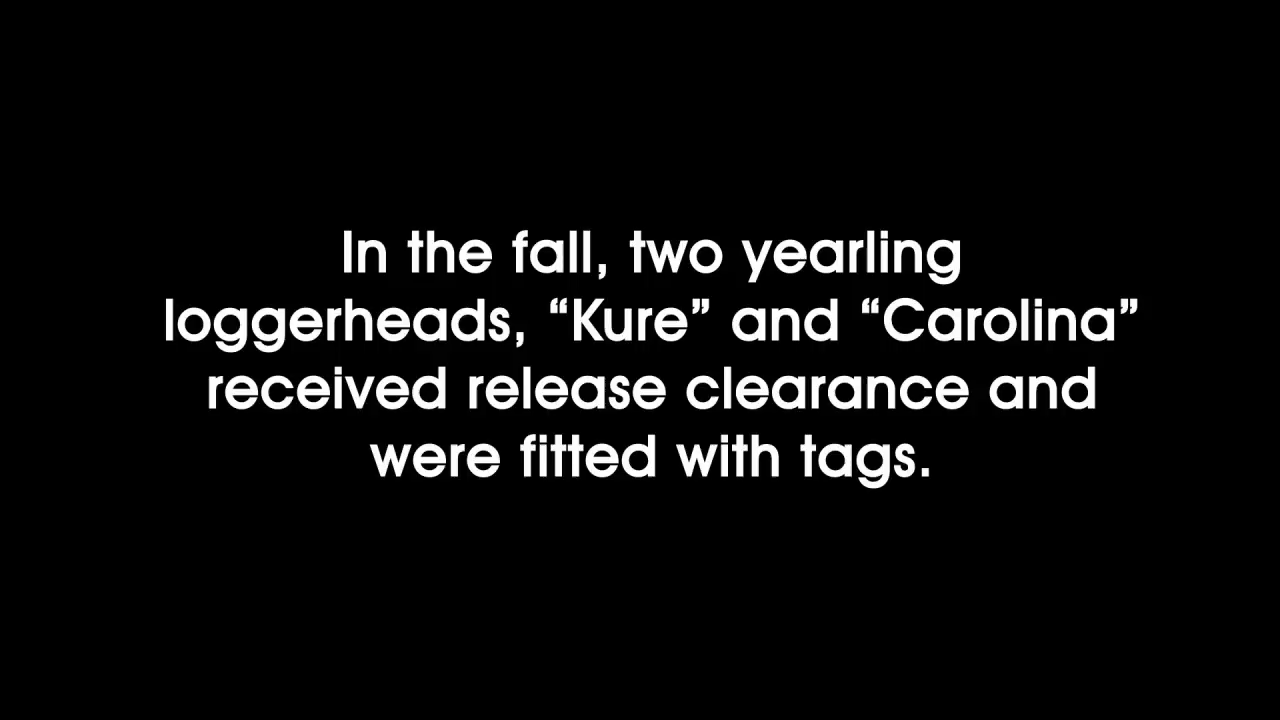 In the fall, two yearling
loggerheads, “Kure” and “Carolina”
received release clearance and
were fitted with tags.